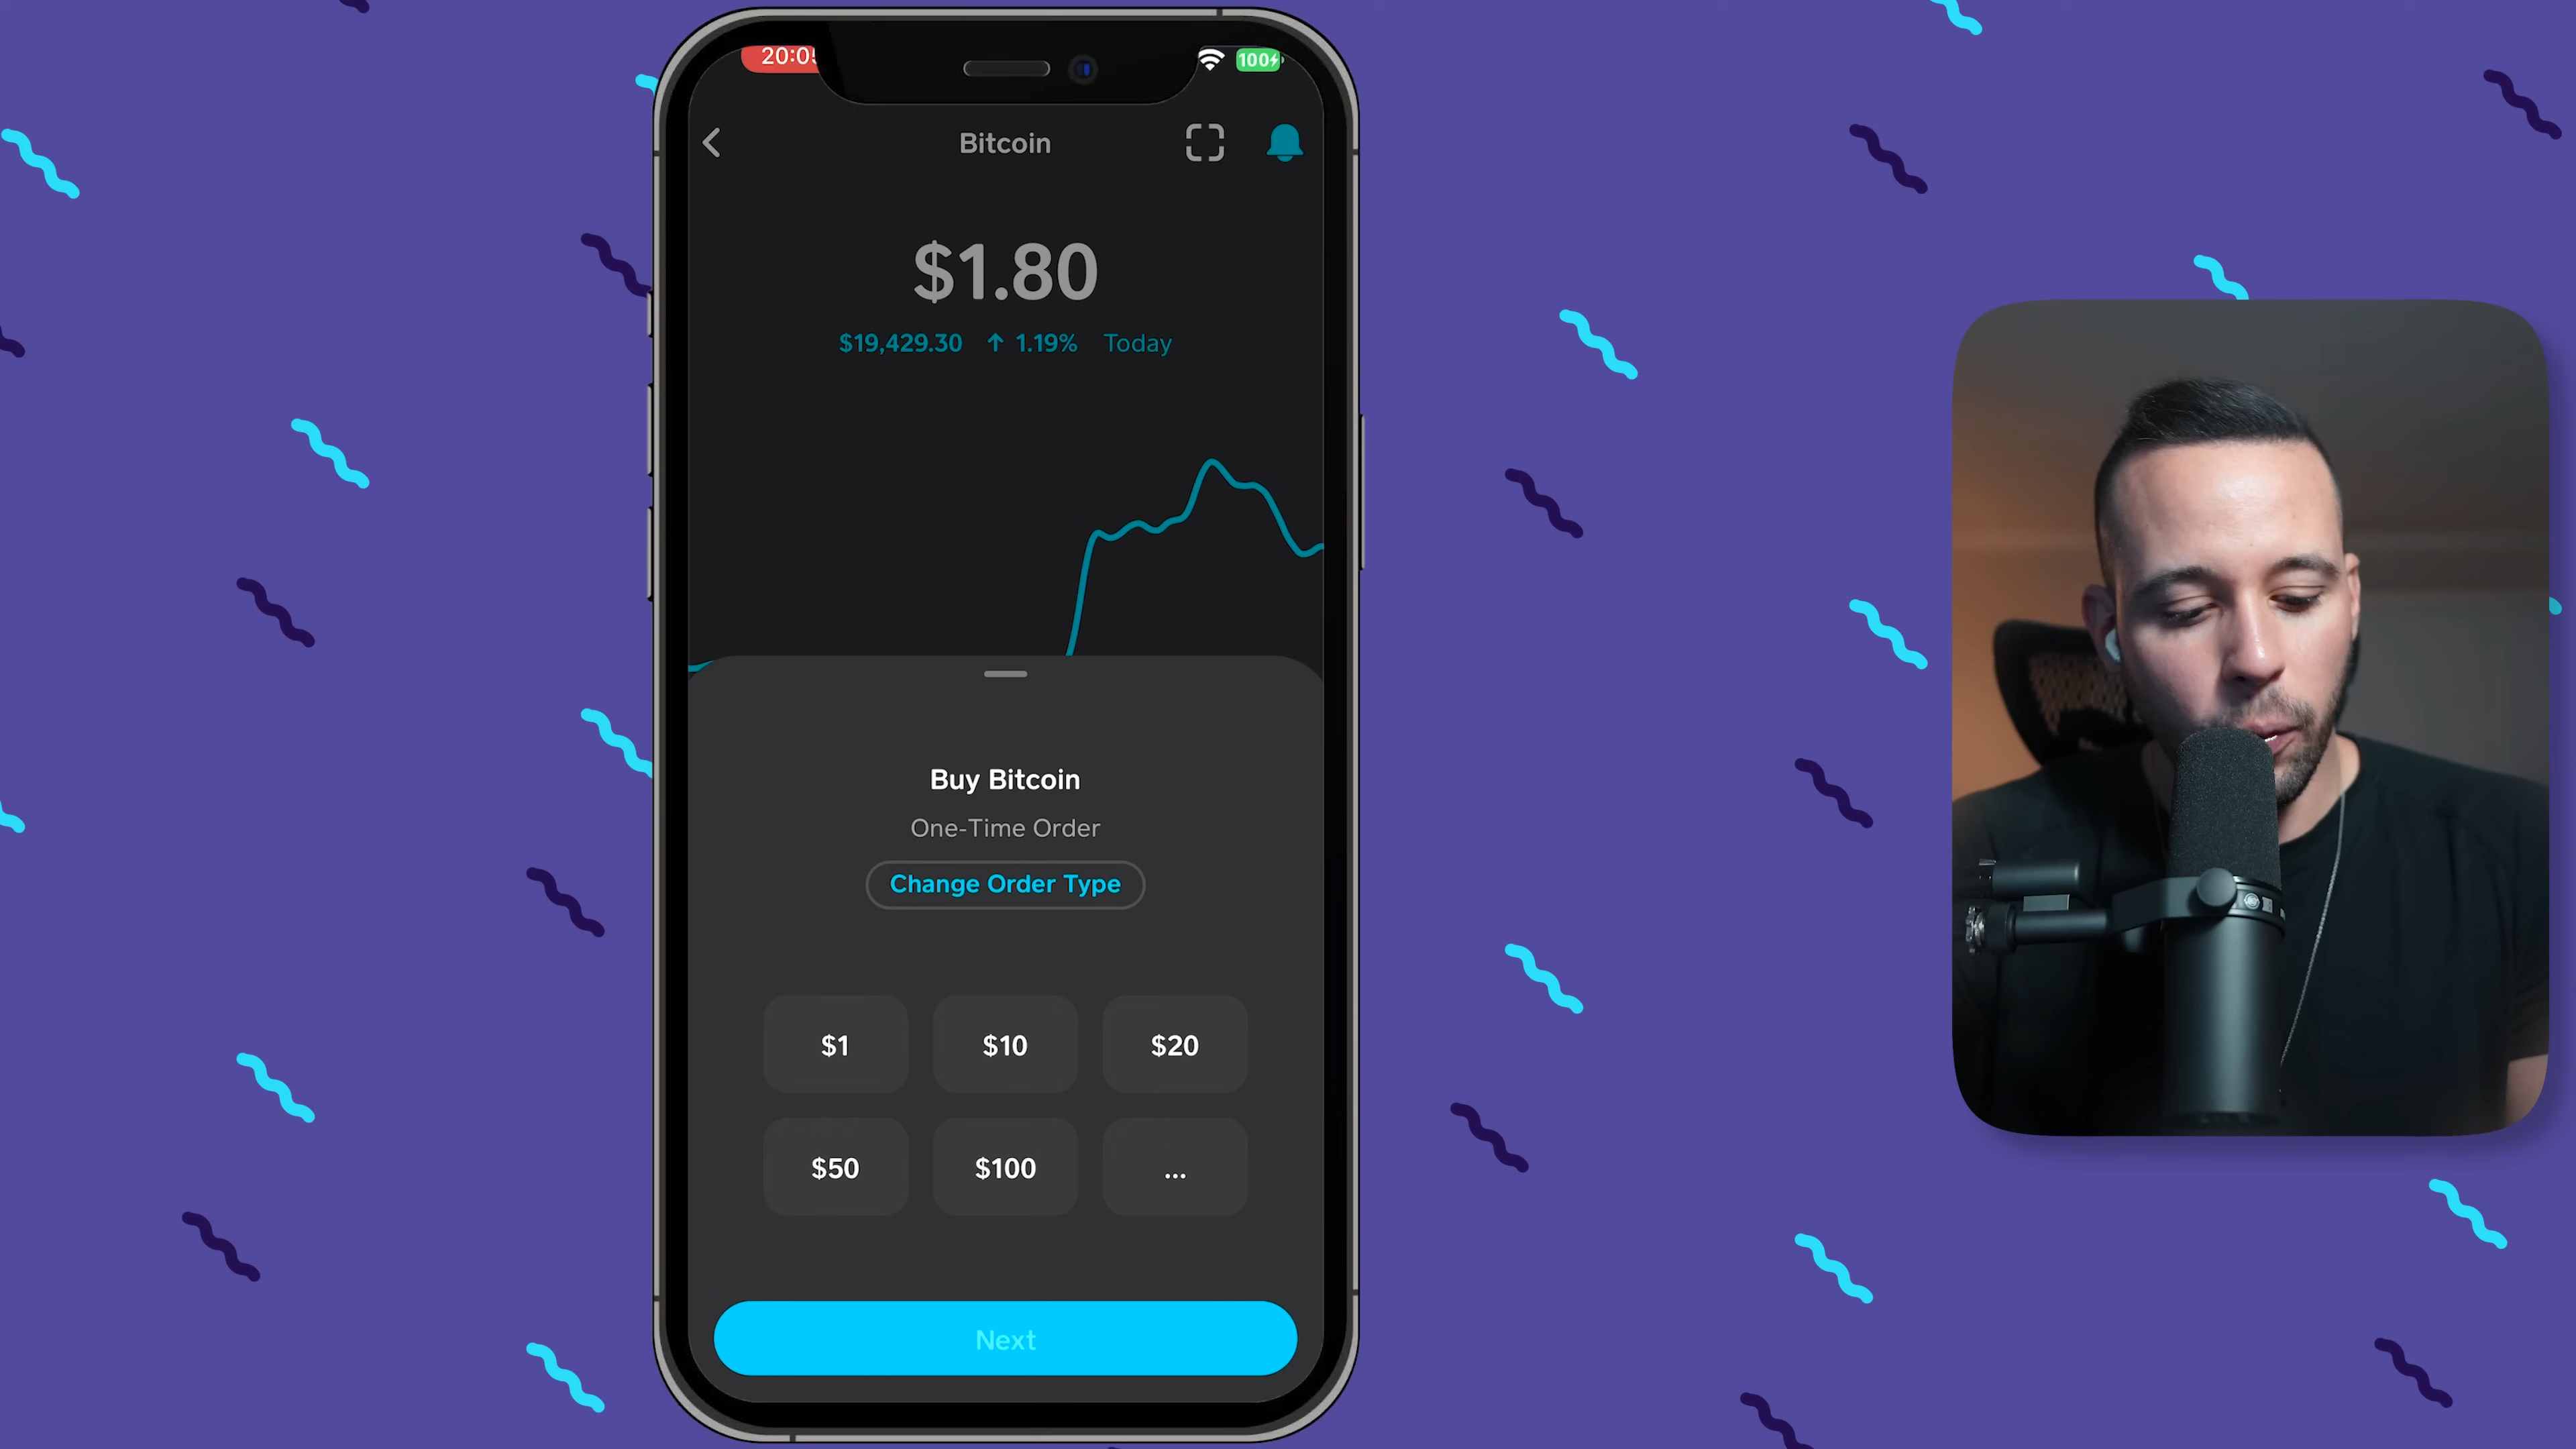 20:05
100
Bitcoin
$1.80
$19,429.30 ↑ 1.19% Today
Buy Bitcoin
One-Time Order
Change Order Type
$1 $10 $20
$50 $100 ...
Next